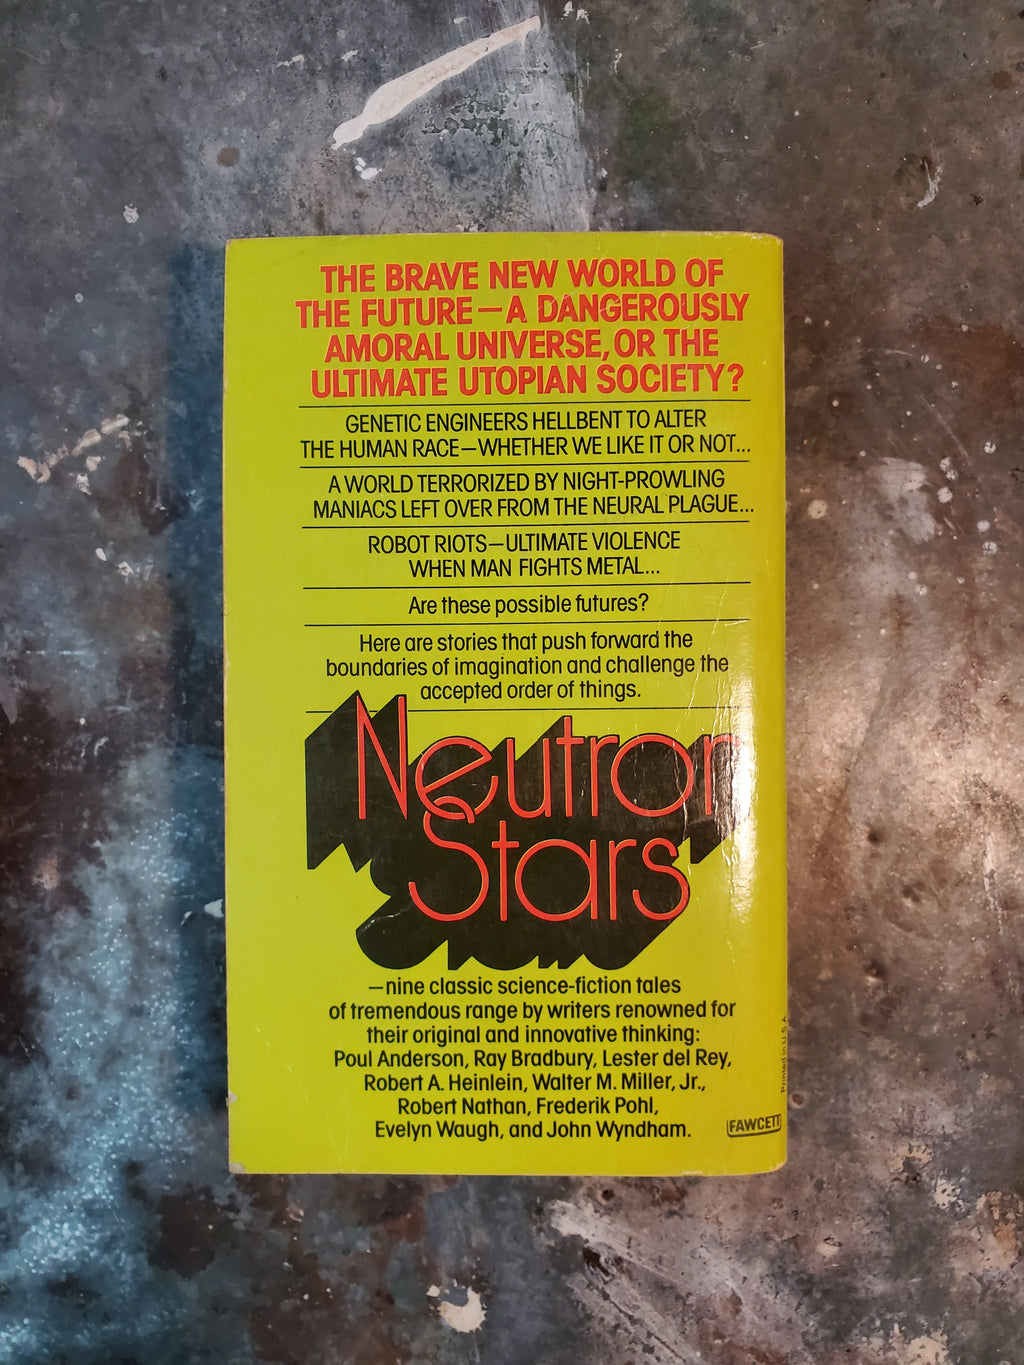 THE BRAVE NEW WORLD OF
THE FUTURE—A DANGEROUSLY
AMORAL UNIVERSE, OR THE
ULTIMATE UTOPIAN SOCIETY?
GENETIC ENGINEERS HELLBENT TO ALTER
THE HUMAN RACE—WHETHER WE LIKE IT OR NOT...
A WORLD TERRORIZED BY NIGHT-PROWLING
MANIACS LEFT OVER FROM THE NEURAL PLAGUE...
ROBOT RIOTS—ULTIMATE VIOLENCE
WHEN MAN FIGHTS METAL...
Are these possible futures?
Here are stories that push forward the
boundaries of imagination and challenge the
accepted order of things.
Neutron
Stars
—nine classic science-fiction tales
of tremendous range by writers renowned for
their original and innovative thinking:
Poul Anderson, Ray Bradbury, Lester del Rey,
Robert A. Heinlein, Walter M. Miller, Jr.,
Robert Nathan, Frederik Pohl,
Evelyn Waugh, and John Wyndham.
FAWCETT
Printed in U.S.A.